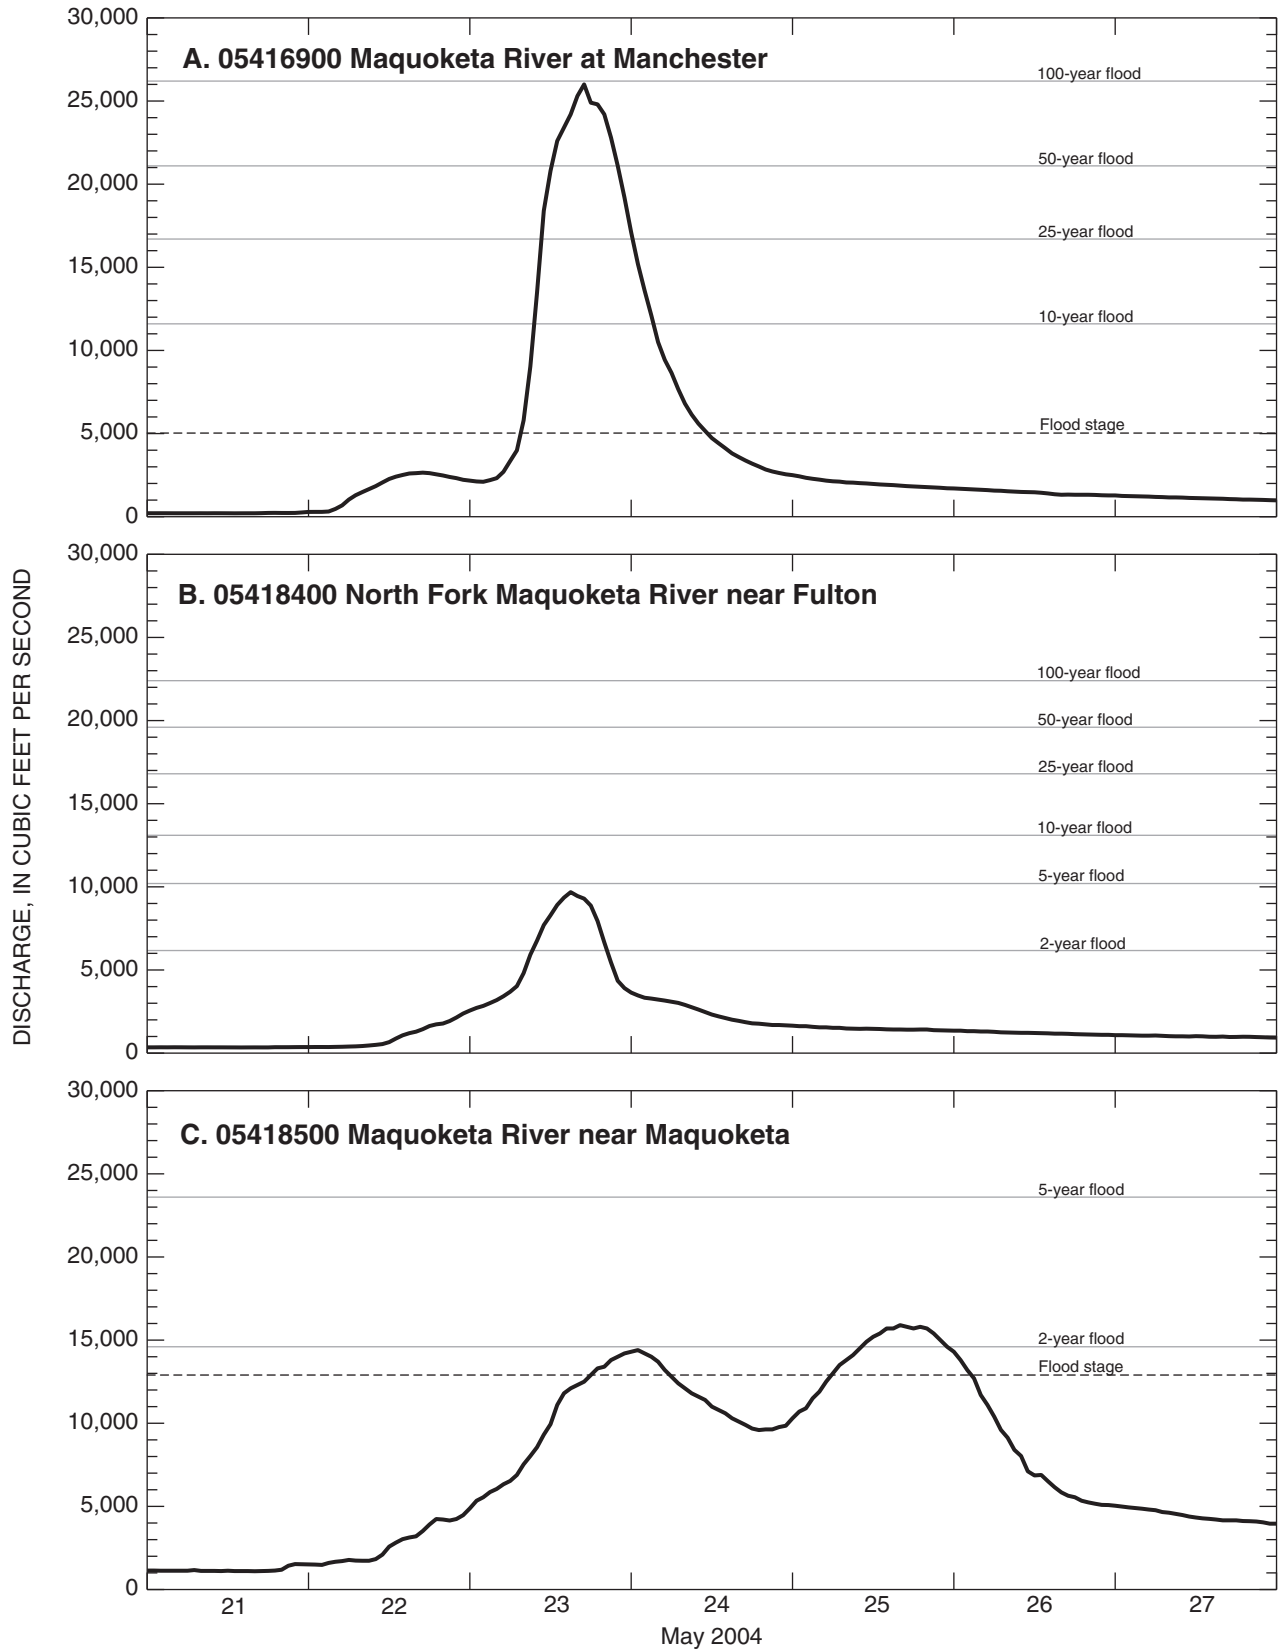 30,000
A. 05416900 Maquoketa River at Manchester
100-year flood
25,000
50-year flood
20,000
25-year flood
15,000
10-year flood
10,000
Flood stage
5,000
0
30,000
B. 05418400 North Fork Maquoketa River near Fulton
25,000
100-year flood
20,000
50-year flood
25-year flood
15,000
10-year flood
10,000
5-year flood
2-year flood
5,000
0
DISCHARGE, IN CUBIC FEET PER SECOND
30,000
C. 05418500 Maquoketa River near Maquoketa
25,000
5-year flood
20,000
15,000
2-year flood
Flood stage
10,000
5,000
0
21 22 23 24 25 26 27
May 2004